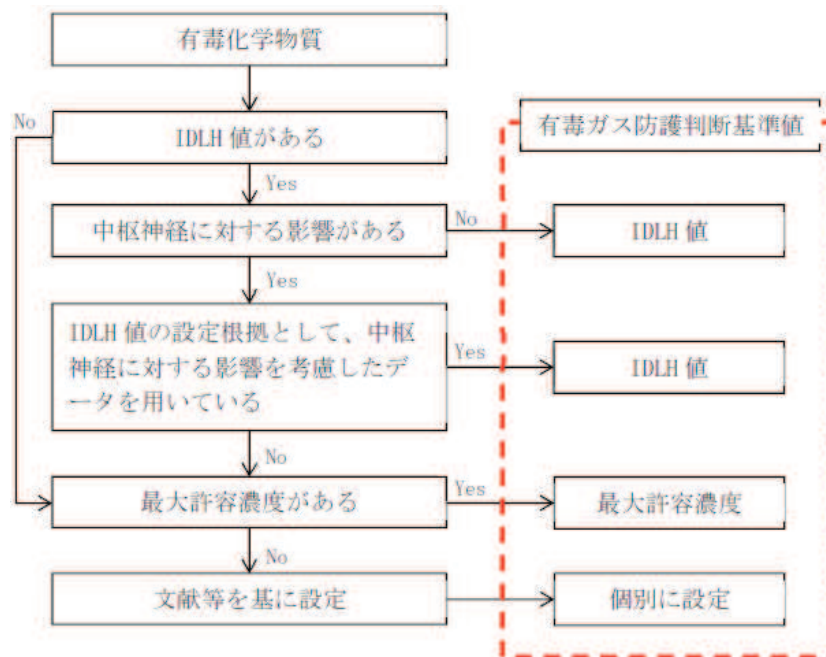 有毒化学物質
No
IDLH 値がある
有毒ガス防護判断基準値
Yes
中枢神経に対する影響がある
No
IDLH 値
Yes
IDLH 値の設定根拠として、中枢
神経に対する影響を考慮したデ
ータを用いている
Yes
IDLH 値
No
最大許容濃度がある
Yes
最大許容濃度
No
文献等を基に設定
個別に設定